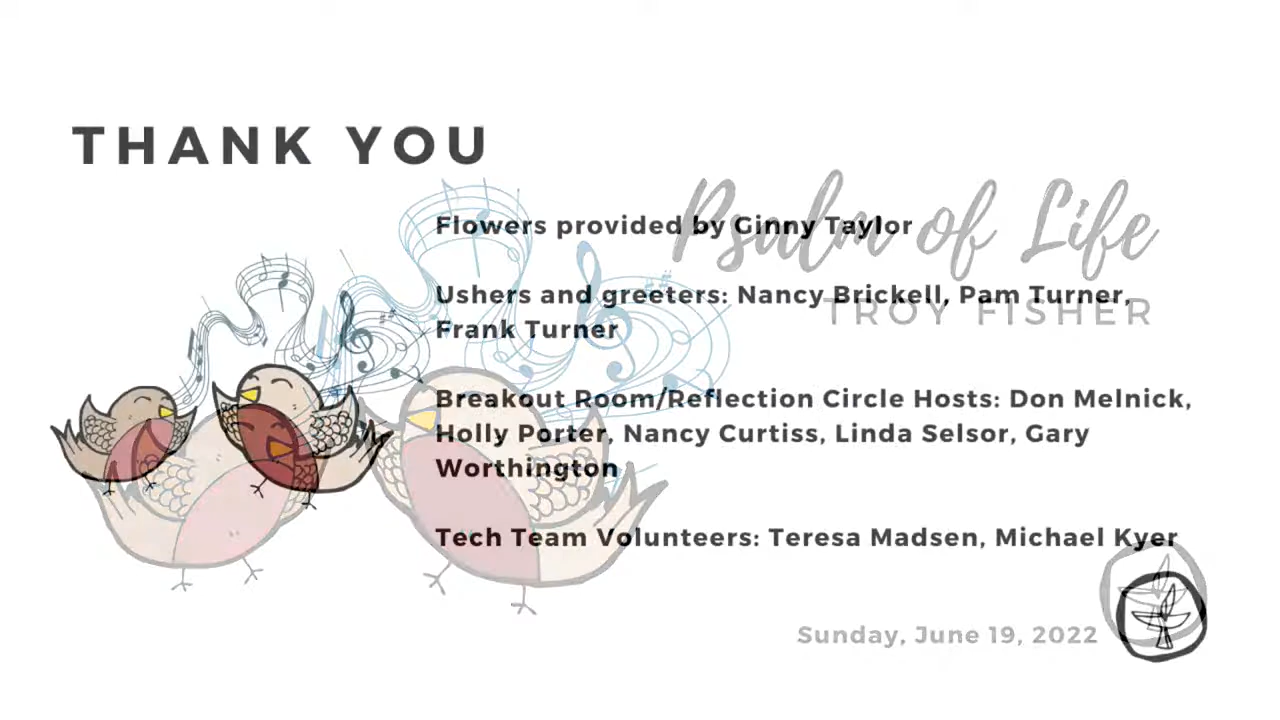 THANK YOU
Psalm of Life
TROY FISHER
Flowers provided by Ginny Taylor
Ushers and greeters: Nancy Brickell, Pam Turner,
Frank Turner
Breakout Room/Reflection Circle Hosts: Don Melnick,
Holly Porter, Nancy Curtiss, Linda Selsor, Gary
Worthington
Tech Team Volunteers: Teresa Madsen, Michael Kyer
Sunday, June 19, 2022